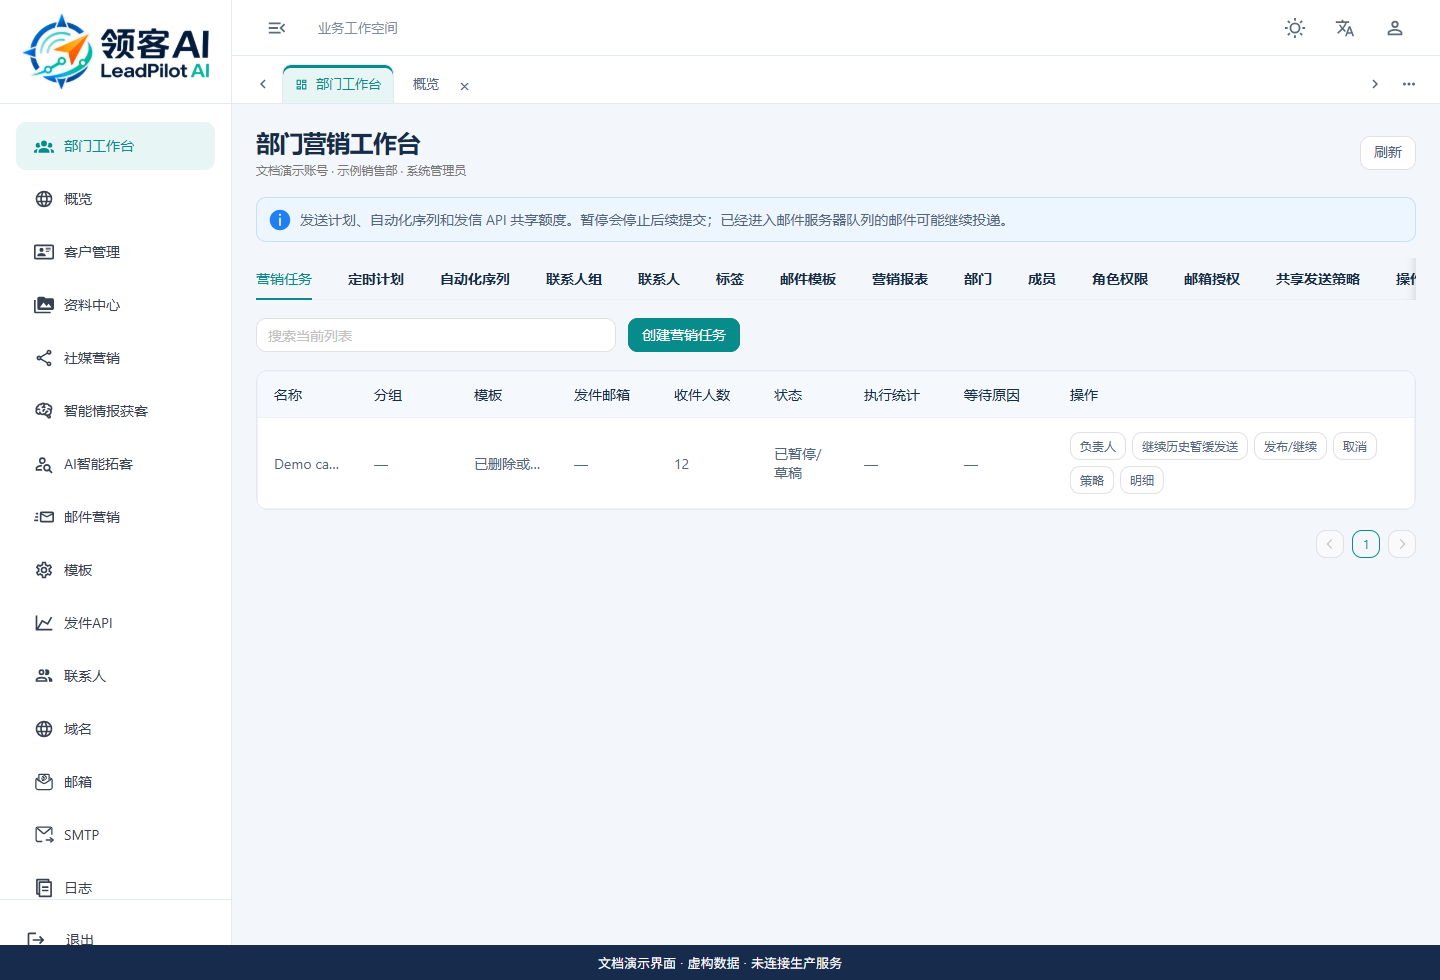 领客AI
LeadPilot AI
业务工作空间
部门工作台
概览
部门工作台
概览
客户管理
资料中心
社媒营销
智能情报获客
AI智能拓客
邮件营销
模板
发件API
联系人
域名
邮箱
SMTP
日志
退出
部门营销工作台
文档演示账号 · 示例销售部 · 系统管理员
刷新
发送计划、自动化序列和发信 API 共享额度。暂停会停止后续提交；已经进入邮件服务器队列的邮件可能继续投递。
营销任务 定时计划 自动化序列 联系人组 联系人 标签 邮件模板 营销报表 部门 成员 角色权限 邮箱授权 共享发送策略 操作
搜索当前列表
创建营销任务
名称 分组 模板 发件邮箱 收件人数 状态 执行统计 等待原因 操作
Demo ca... — 已删除或... — 12 已暂停/草稿 — — 负责人 继续历史暂缓发送 发布/继续 取消
策略 明细
1
文档演示界面 · 虚构数据 · 未连接生产服务